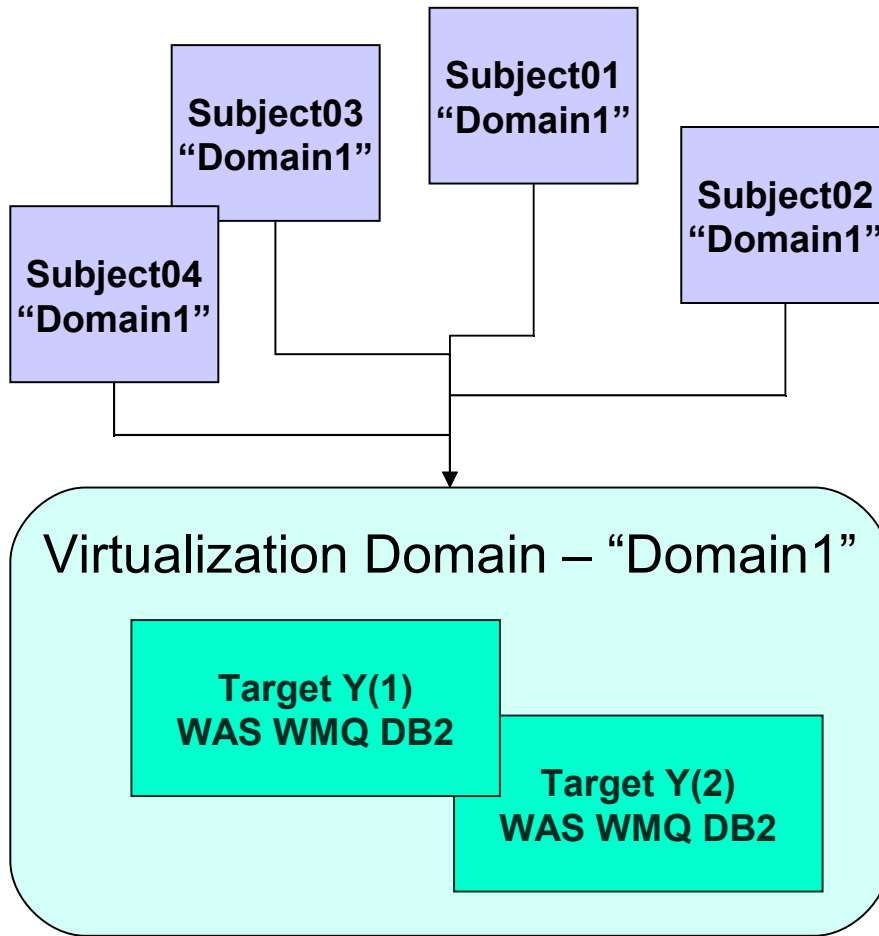 Subject01
“Domain1”
Subject03
“Domain1”
Subject02
“Domain1”
Subject04
“Domain1”
Virtualization Domain – “Domain1”
Target Y(1)
WAS WMQ DB2
Target Y(2)
WAS WMQ DB2